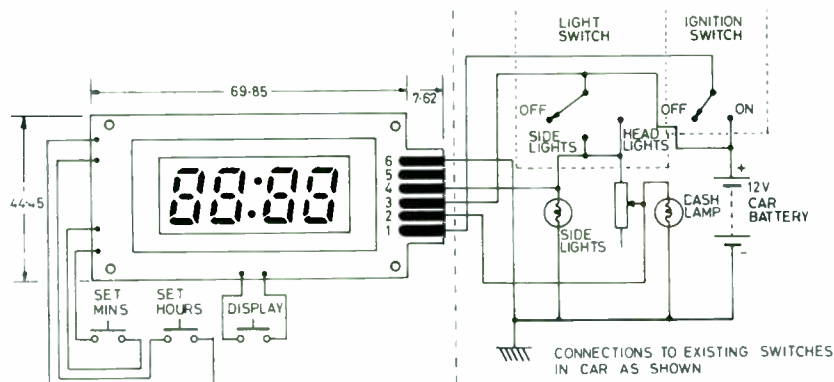 LIGHT
SWITCH
IGNITION
SWITCH
69·85
7·62
OFF
OFF
ON
SIDE
LIGHTS
HEAD
LIGHTS
44·45
88:88
6
5
4
3
2
1
+
12V
CAR
BATTERY
-
DASH
LAMP
SIDE
LIGHTS
SET
MINS
SET
HOURS
DISPLAY
CONNECTIONS TO EXISTING SWITCHES
IN CAR AS SHOWN